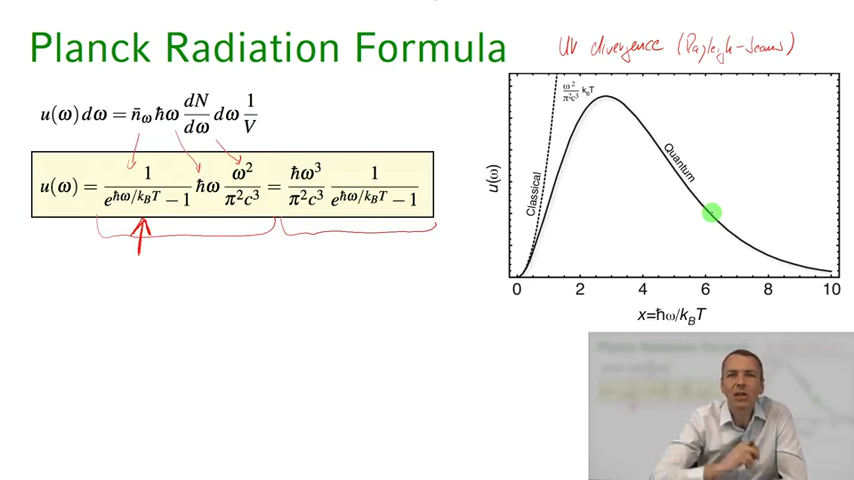 Planck Radiation Formula
UV divergence (Rayleigh-Jeans)
u(ω) dω = n̄_ω ħω dN/dω dω 1/V
u(ω) = 1/(e^{ħω/k_BT} − 1) ħω ω²/(π²c³) = ħω³/(π²c³) 1/(e^{ħω/k_BT} − 1)
ω²/(π²c³) k_BT
Classical
Quantum
u(ω)
0 2 4 6 8 10
x=ħω/k_BT